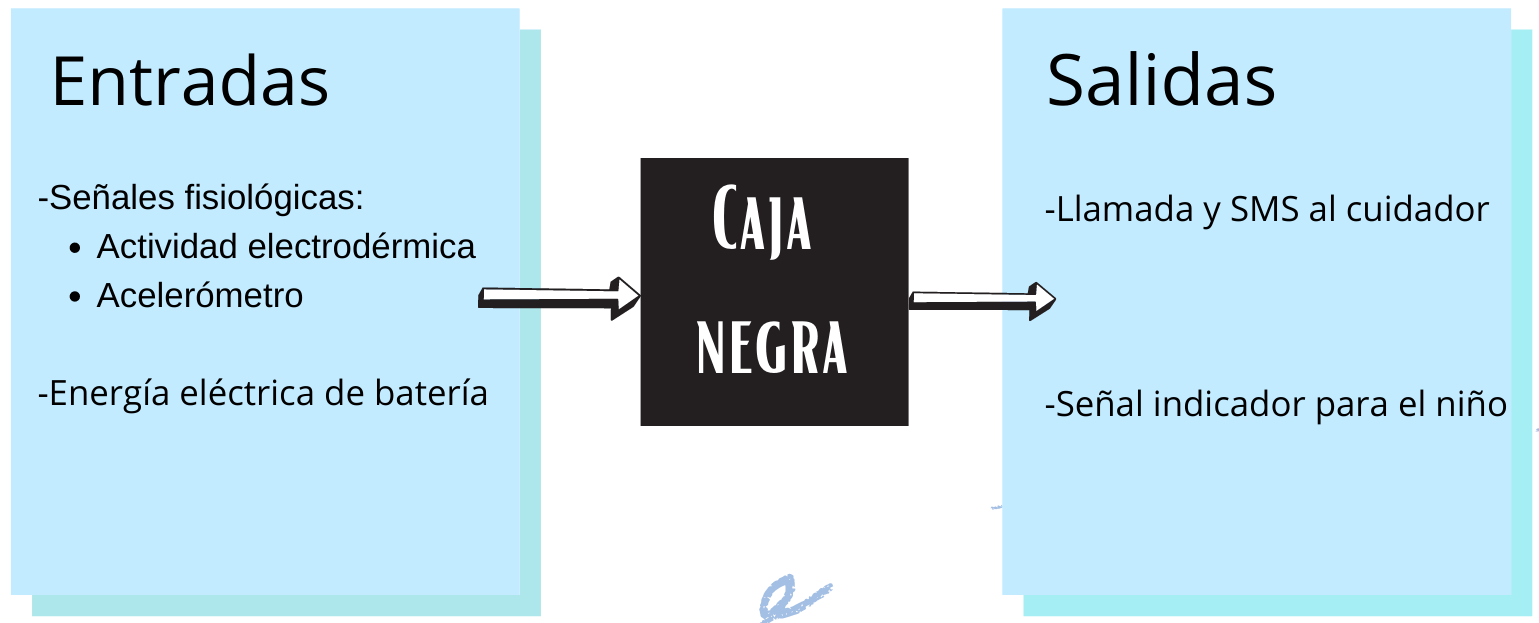 Entradas
-Señales fisiológicas:
• Actividad electrodérmica
• Acelerómetro
-Energía eléctrica de batería
Caja
negra
Salidas
-Llamada y SMS al cuidador
-Señal indicador para el niño